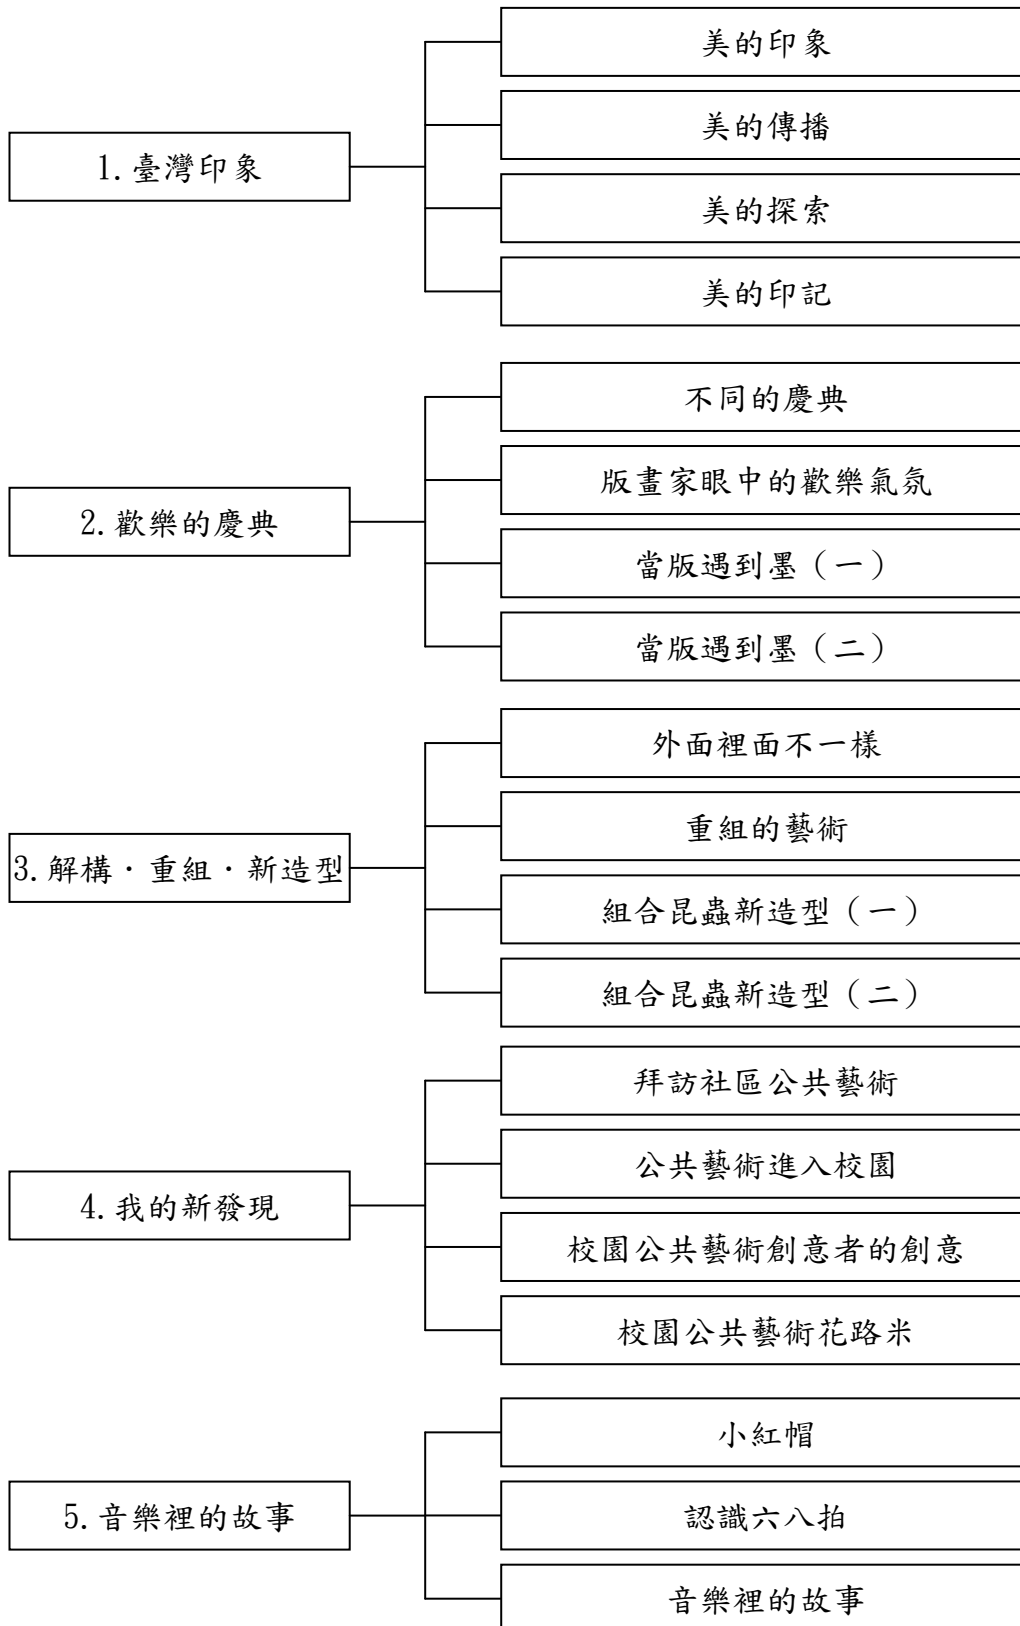 1.臺灣印象
美的印象
美的傳播
美的探索
美的印記
2.歡樂的慶典
不同的慶典
版畫家眼中的歡樂氣氛
當版遇到墨（一）
當版遇到墨（二）
3.解構．重組．新造型
外面裡面不一樣
重組的藝術
組合昆蟲新造型（一）
組合昆蟲新造型（二）
4.我的新發現
拜訪社區公共藝術
公共藝術進入校園
校園公共藝術創意者的創意
校園公共藝術花路米
5.音樂裡的故事
小紅帽
認識六八拍
音樂裡的故事